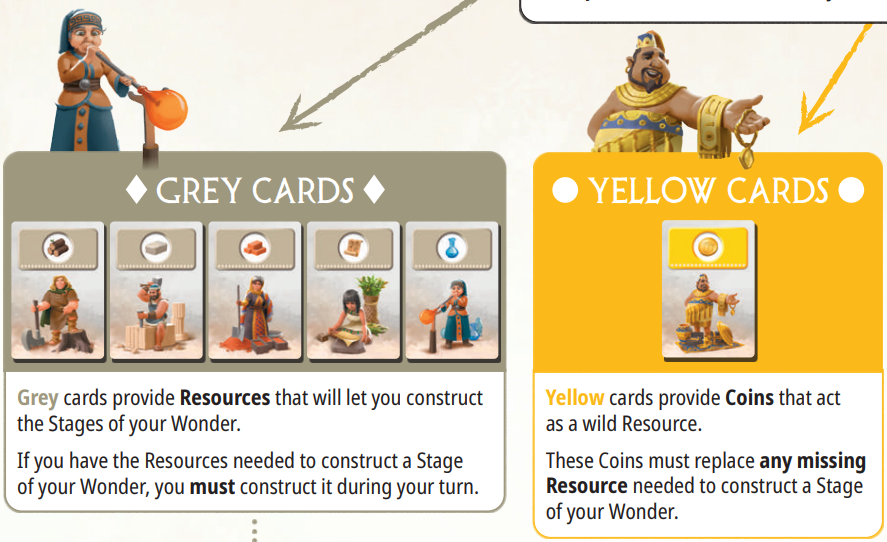 GREY CARDS
Grey cards provide Resources that will let you construct
the Stages of your Wonder.
If you have the Resources needed to construct a Stage
of your Wonder, you must construct it during your turn.
YELLOW CARDS
Yellow cards provide Coins that act
as a wild Resource.
These Coins must replace any missing
Resource needed to construct a Stage
of your Wonder.